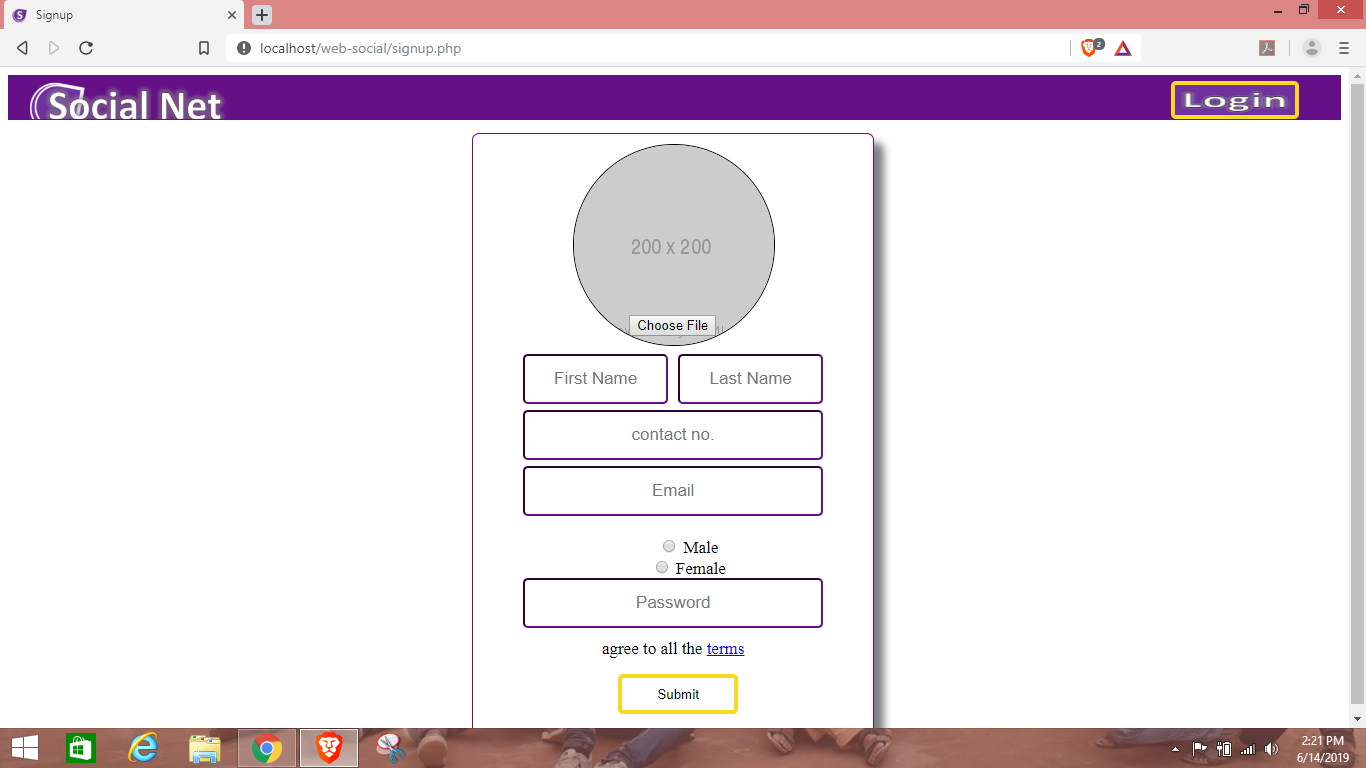 Signup
localhost/web-social/signup.php
2
Social Net
Login
200 x 200
Choose File
First Name
Last Name
contact no.
Email
Male
Female
Password
agree to all the terms
Submit
2:21 PM
6/14/2019